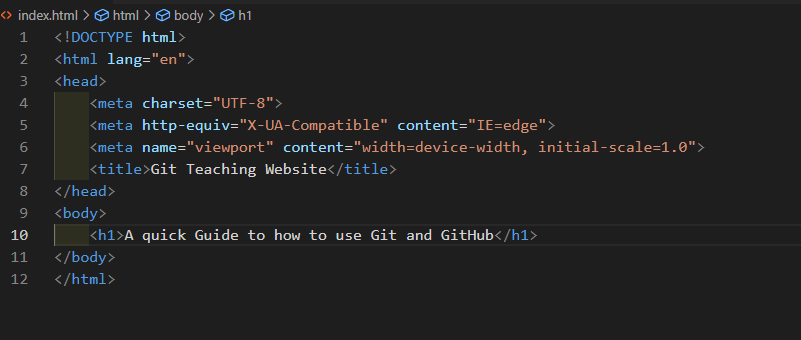 index.html > html > body > h1
1 <!DOCTYPE html>
2 <html lang="en">
3 <head>
4     <meta charset="UTF-8">
5     <meta http-equiv="X-UA-Compatible" content="IE=edge">
6     <meta name="viewport" content="width=device-width, initial-scale=1.0">
7     <title>Git Teaching Website</title>
8 </head>
9 <body>
10     <h1>A quick Guide to how to use Git and GitHub</h1>
11 </body>
12 </html>